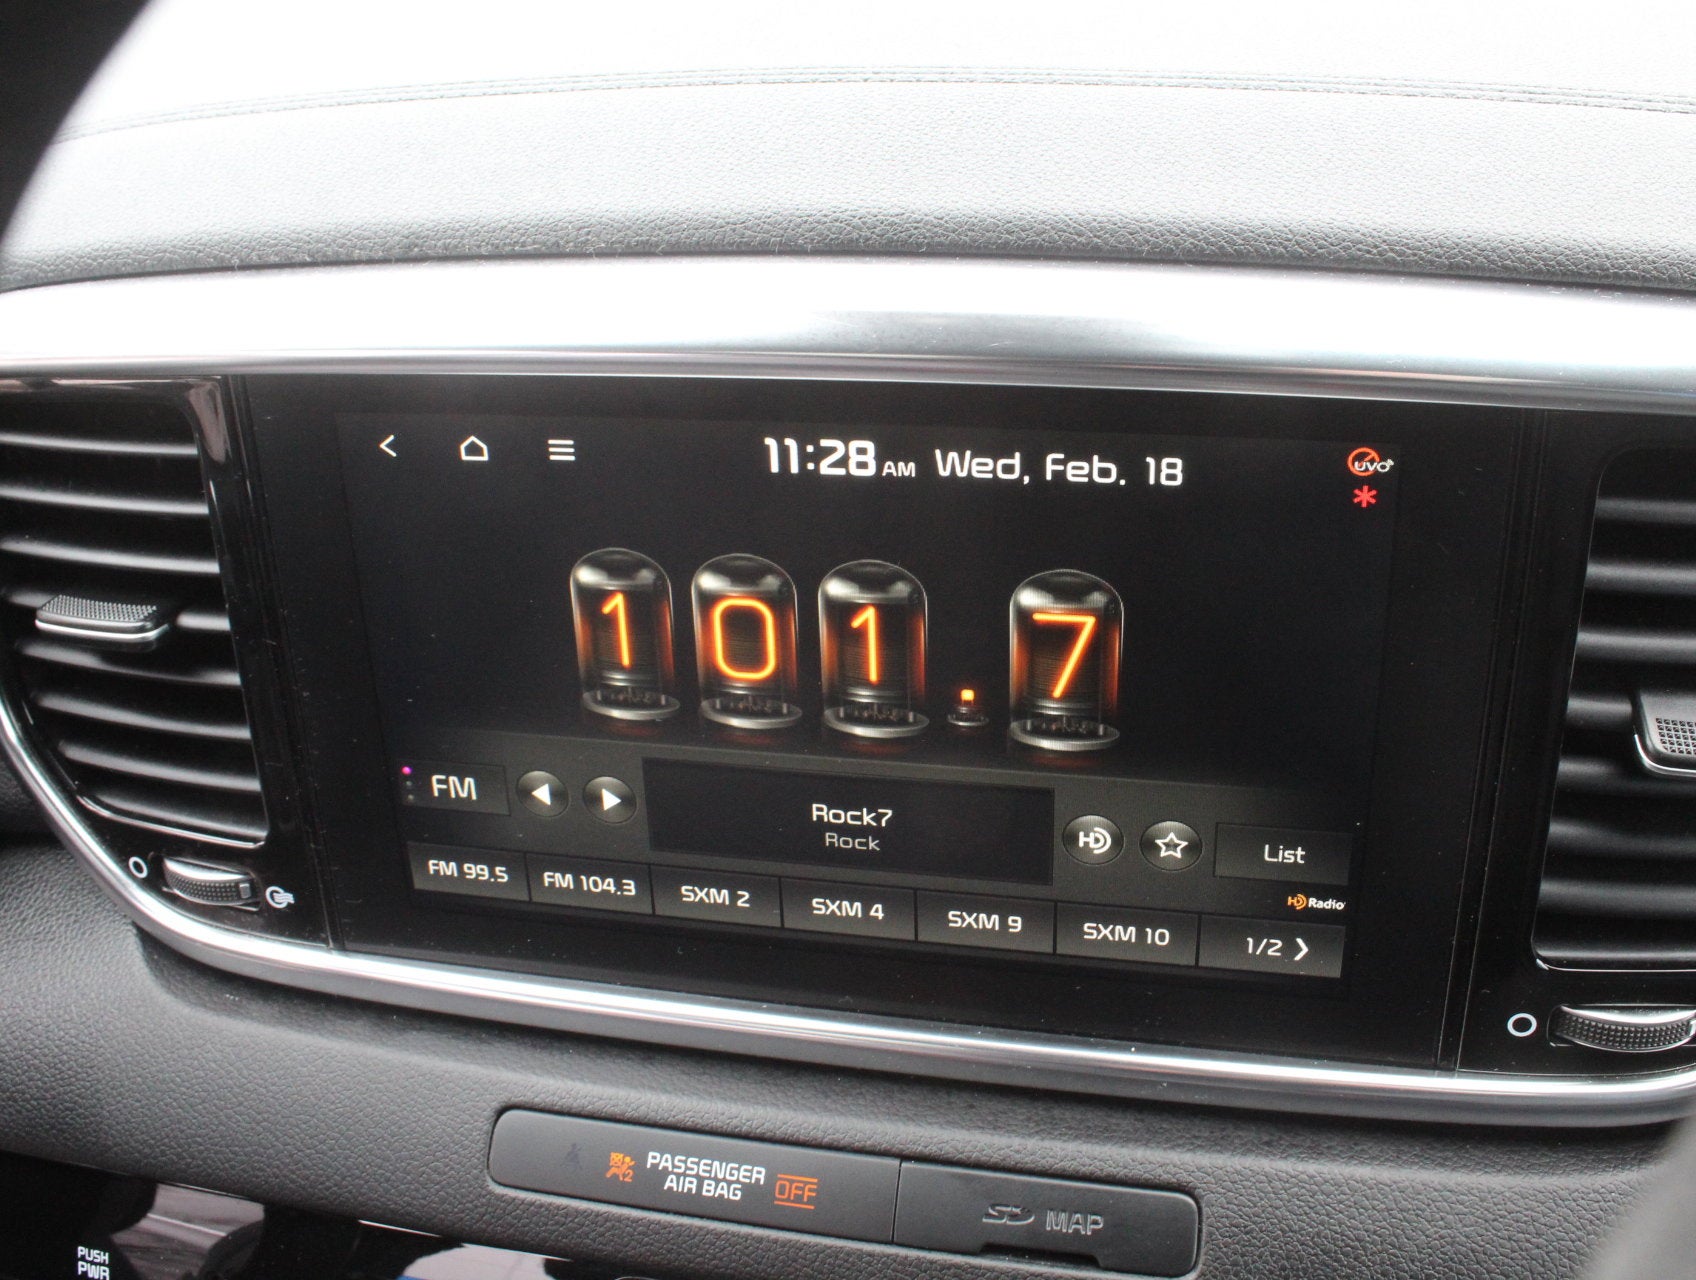 11:28 AM Wed, Feb. 18
UVO
101.7
FM
Rock7
Rock
HD
List
HD Radio
FM 99.5
FM 104.3
SXM 2
SXM 4
SXM 9
SXM 10
1/2
2
PASSENGER
AIR BAG
OFF
SD MAP
PUSH
PWR